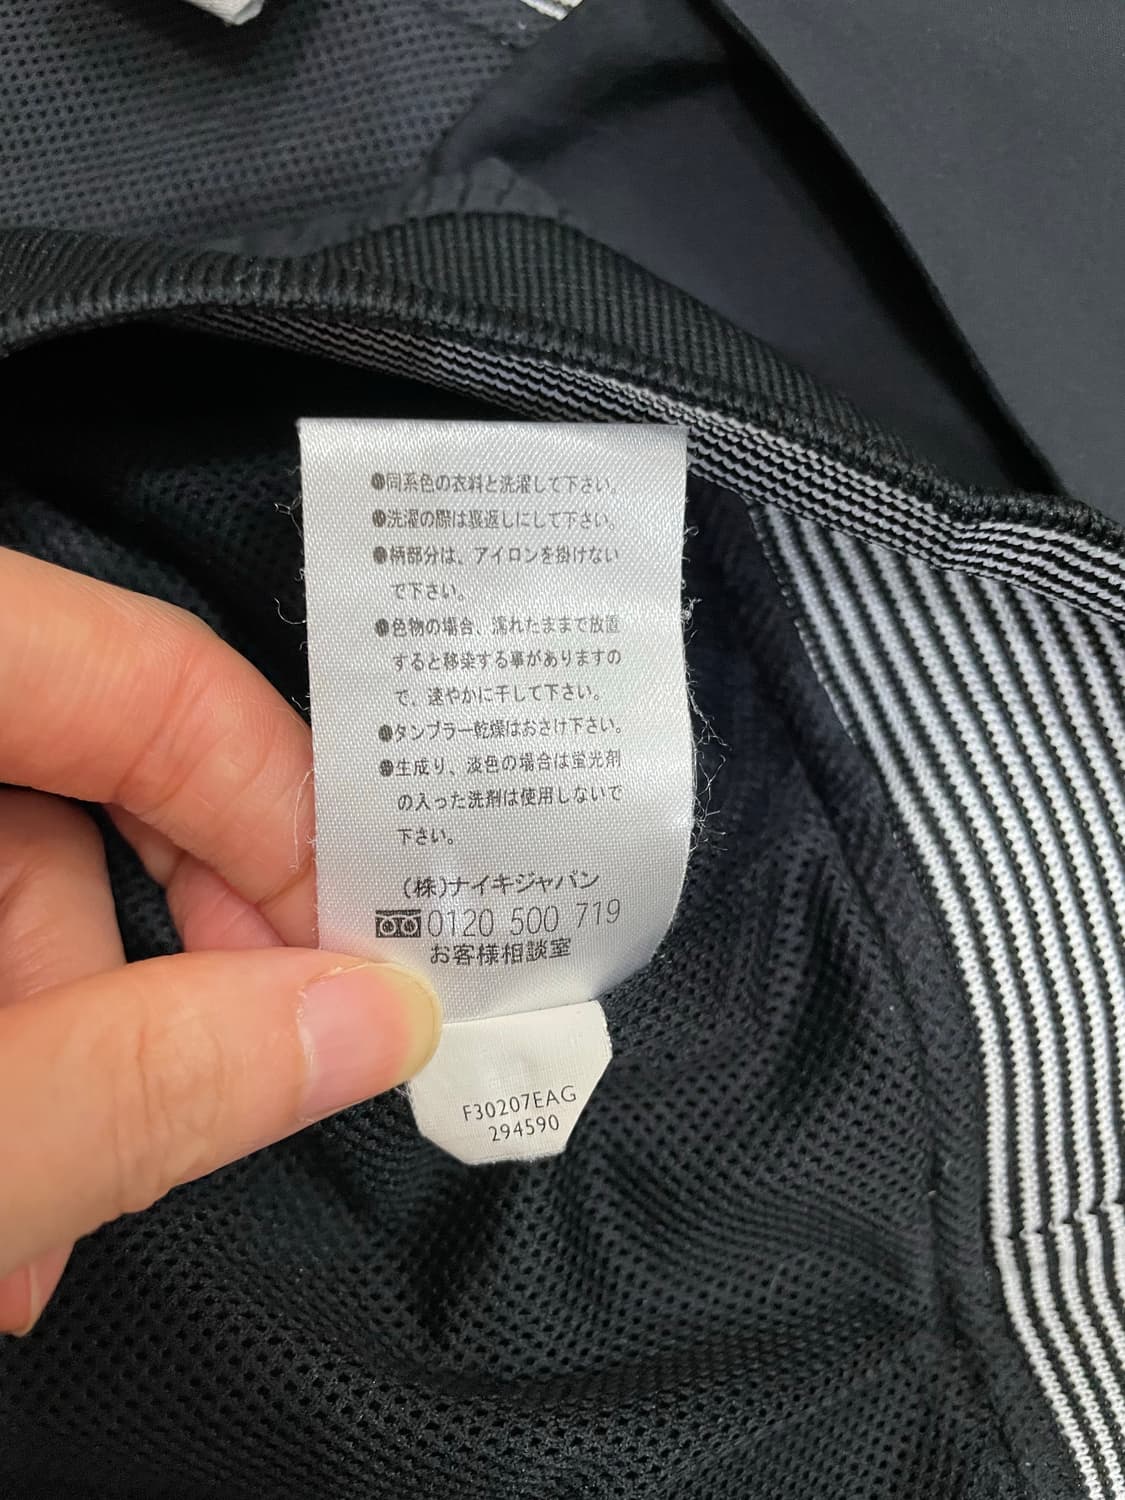 ●同系色の衣料と洗濯して下さい。
●洗濯の際は裏返しにして下さい。
●柄部分は、アイロンを掛けない
で下さい。
●色物の場合、濡れたままで放置
すると移染する事がありますの
で、速やかに干して下さい。
●タンブラー乾燥はおさけ下さい。
●生成り、淡色の場合は蛍光剤
の入った洗剤は使用しないで
下さい。
(株)ナイキジャパン
0120 500 719
お客様相談室
F30207EAG
294590